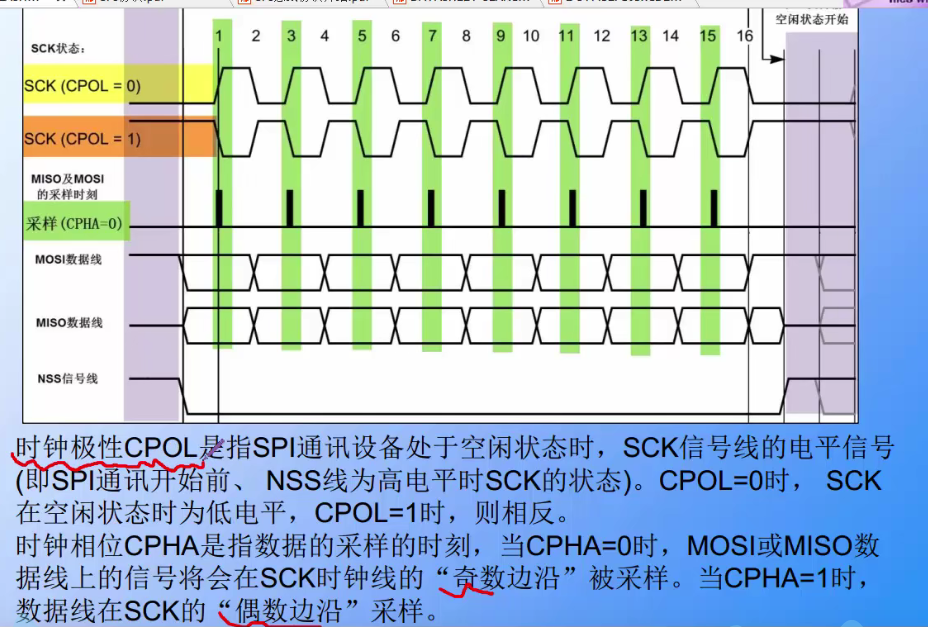 空闲状态开始
1 2 3 4 5 6 7 8 9 10 11 12 13 14 15 16
SCK状态：
SCK (CPOL = 0)
SCK (CPOL = 1)
MISO及MOSI
的采样时刻
采样(CPHA=0)
MOSI数据线
MISO数据线
NSS信号线
时钟极性CPOL是指SPI通讯设备处于空闲状态时，SCK信号线的电平信号
(即SPI通讯开始前、 NSS线为高电平时SCK的状态)。CPOL=0时， SCK
在空闲状态时为低电平，CPOL=1时，则相反。
时钟相位CPHA是指数据的采样的时刻，当CPHA=0时，MOSI或MISO数
据线上的信号将会在SCK时钟线的“奇数边沿”被采样。当CPHA=1时，
数据线在SCK的“偶数边沿”采样。